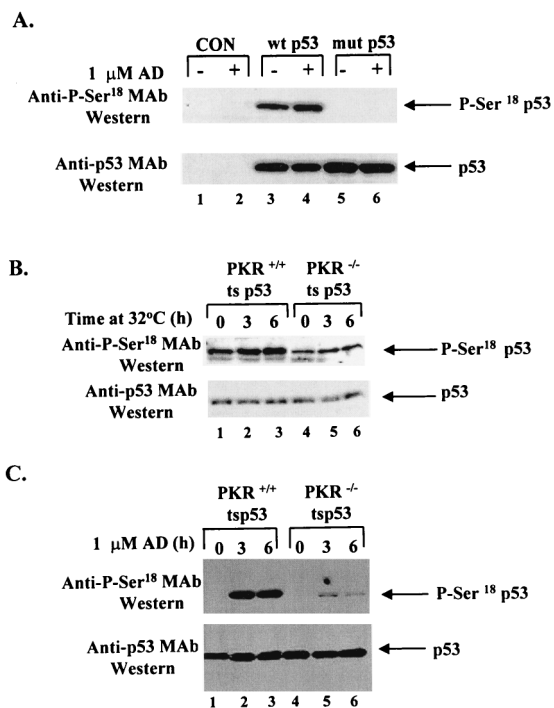 A.
CON wt p53 mut p53
1 μM AD - + - + - +
Anti-P-Ser18 MAb
Western
P-Ser 18 p53
Anti-p53 MAb
Western
p53
1 2 3 4 5 6
B.
PKR +/+ PKR -/-
ts p53 ts p53
Time at 32oC (h) 0 3 6 0 3 6
Anti-P-Ser18 MAb
Western
P-Ser18 p53
Anti-p53 MAb
Western
p53
1 2 3 4 5 6
C.
PKR +/+ PKR -/-
tsp53 tsp53
1 μM AD (h) 0 3 6 0 3 6
Anti-P-Ser18 MAb
Western
P-Ser 18 p53
Anti-p53 MAb
Western
p53
1 2 3 4 5 6